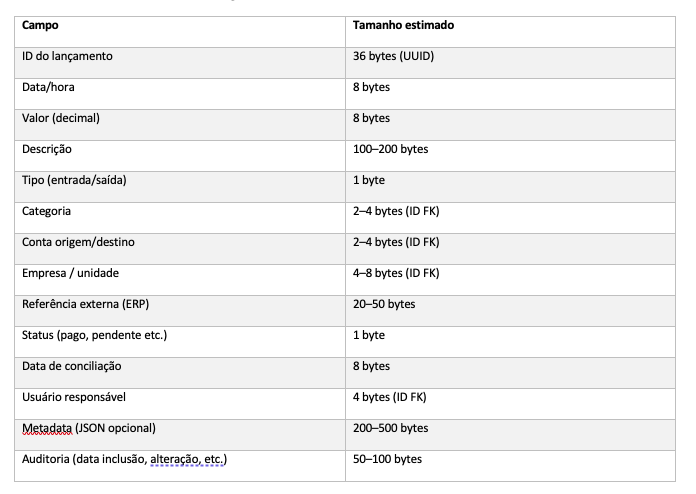 Campo Tamanho estimado
ID do lançamento 36 bytes (UUID)
Data/hora 8 bytes
Valor (decimal) 8 bytes
Descrição 100–200 bytes
Tipo (entrada/saída) 1 byte
Categoria 2–4 bytes (ID FK)
Conta origem/destino 2–4 bytes (ID FK)
Empresa / unidade 4–8 bytes (ID FK)
Referência externa (ERP) 20–50 bytes
Status (pago, pendente etc.) 1 byte
Data de conciliação 8 bytes
Usuário responsável 4 bytes (ID FK)
Metadata (JSON opcional) 200–500 bytes
Auditoria (data inclusão, alteração, etc.) 50–100 bytes